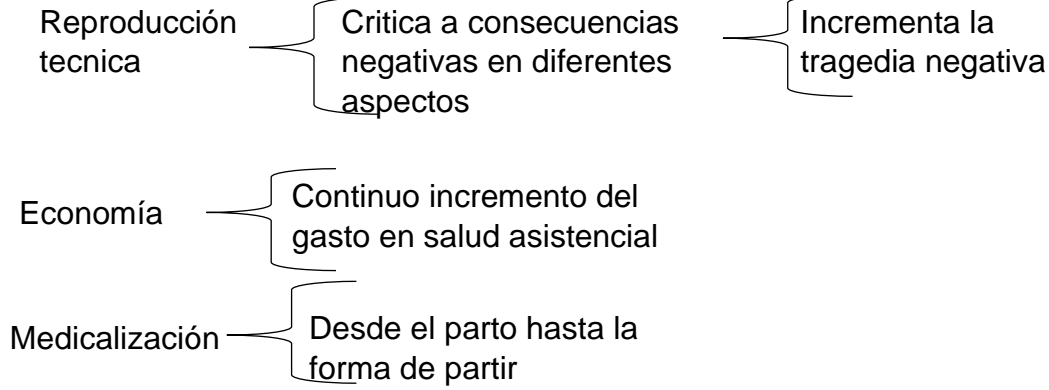 Reproducción
tecnica
Critica a consecuencias
negativas en diferentes
aspectos
Incrementa la
tragedia negativa
Economía
Continuo incremento del
gasto en salud asistencial
Medicalización
Desde el parto hasta la
forma de partir